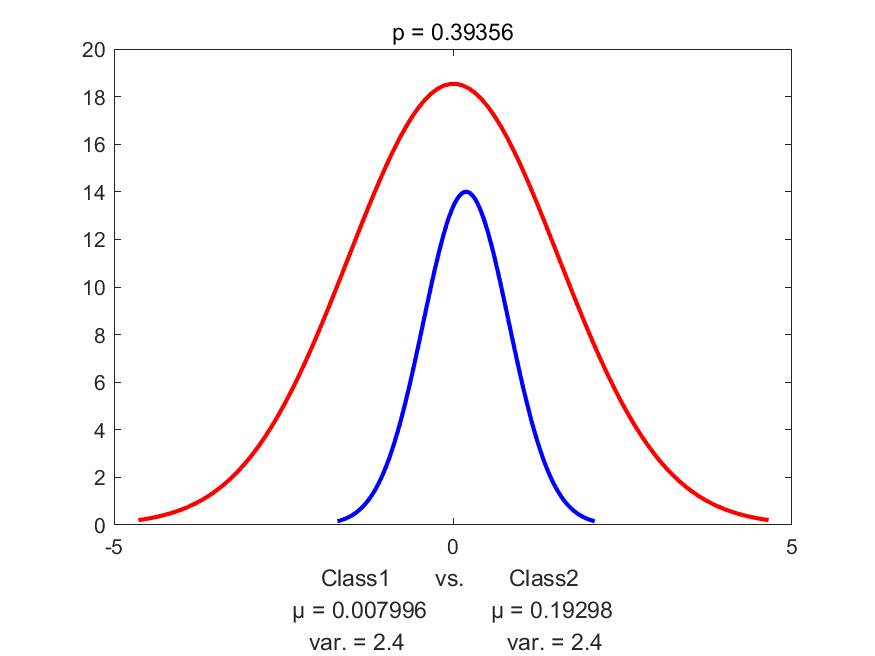 p = 0.39356
20
18
16
14
12
10
8
6
4
2
0
-5 0 5
Class1 vs. Class2
μ = 0.007996 μ = 0.19298
var. = 2.4 var. = 2.4